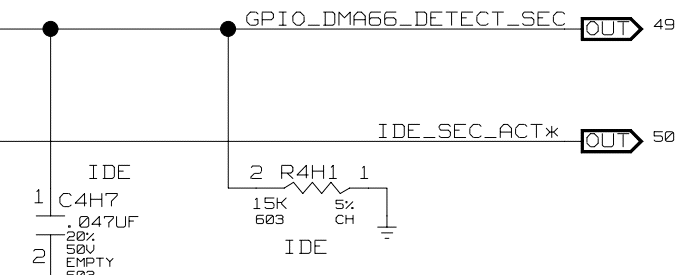 GPIO_DMA66_DETECT_SEC
OUT
49
IDE_SEC_ACT*
OUT
50
IDE
1
C4H7
.047UF
20%
50V
EMPTY
603
2
2
R4H1
1
15K
5%
603
CH
IDE